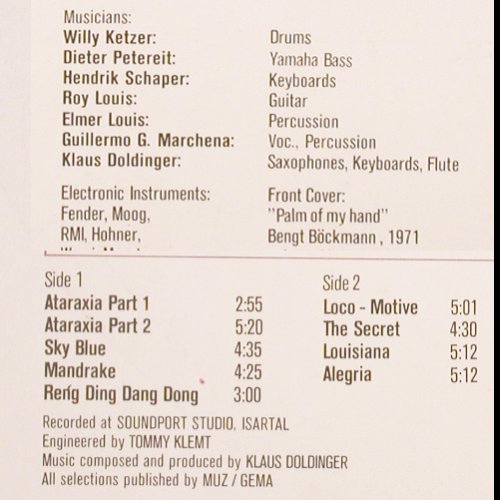 Musicians:
Willy Ketzer: Drums
Dieter Petereit: Yamaha Bass
Hendrik Schaper: Keyboards
Roy Louis: Guitar
Elmer Louis: Percussion
Guillermo G. Marchena: Voc., Percussion
Klaus Doldinger: Saxophones, Keyboards, Flute
Electronic Instruments: Front Cover:
Fender, Moog, "Palm of my hand"
RMI, Hohner, Bengt Böckmann, 1971
Side 1
Ataraxia Part 1 2:55
Ataraxia Part 2 5:20
Sky Blue 4:35
Mandrake 4:25
Reng Ding Dang Dong 3:00
Side 2
Loco - Motive 5:01
The Secret 4:30
Louisiana 5:12
Alegria 5:12
Recorded at SOUNDPORT STUDIO, ISARTAL
Engineered by TOMMY KLEMT
Music composed and produced by KLAUS DOLDINGER
All selections published by MUZ / GEMA